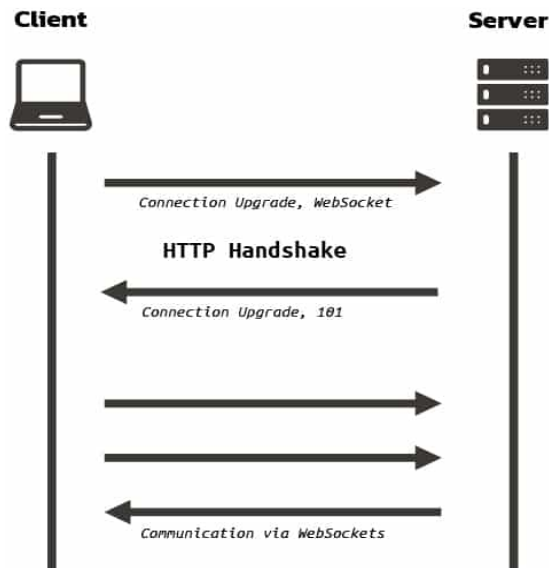 Client
Server
Connection Upgrade, WebSocket
HTTP Handshake
Connection Upgrade, 101
Communication via WebSockets